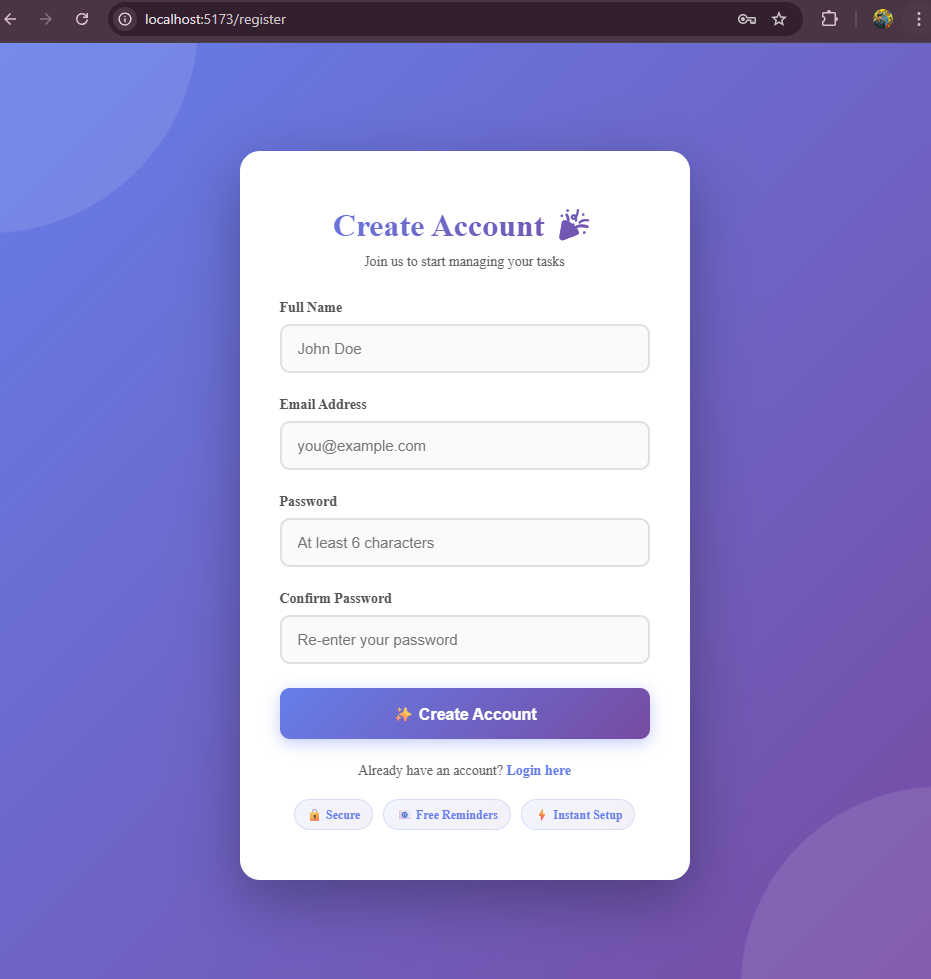 localhost:5173/register
Create Account 🎉
Join us to start managing your tasks
Full Name
John Doe
Email Address
you@example.com
Password
At least 6 characters
Confirm Password
Re-enter your password
✨ Create Account
Already have an account? Login here
🔒 Secure
📧 Free Reminders
⚡ Instant Setup